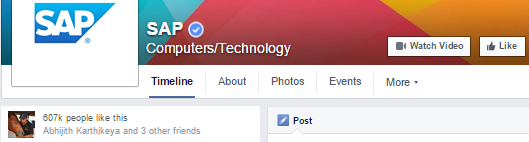 SAP
SAP
Computers/Technology
Watch Video
Like
Timeline
About
Photos
Events
More
607k people like this
Abhijith Karthikeya and 3 other friends
Post